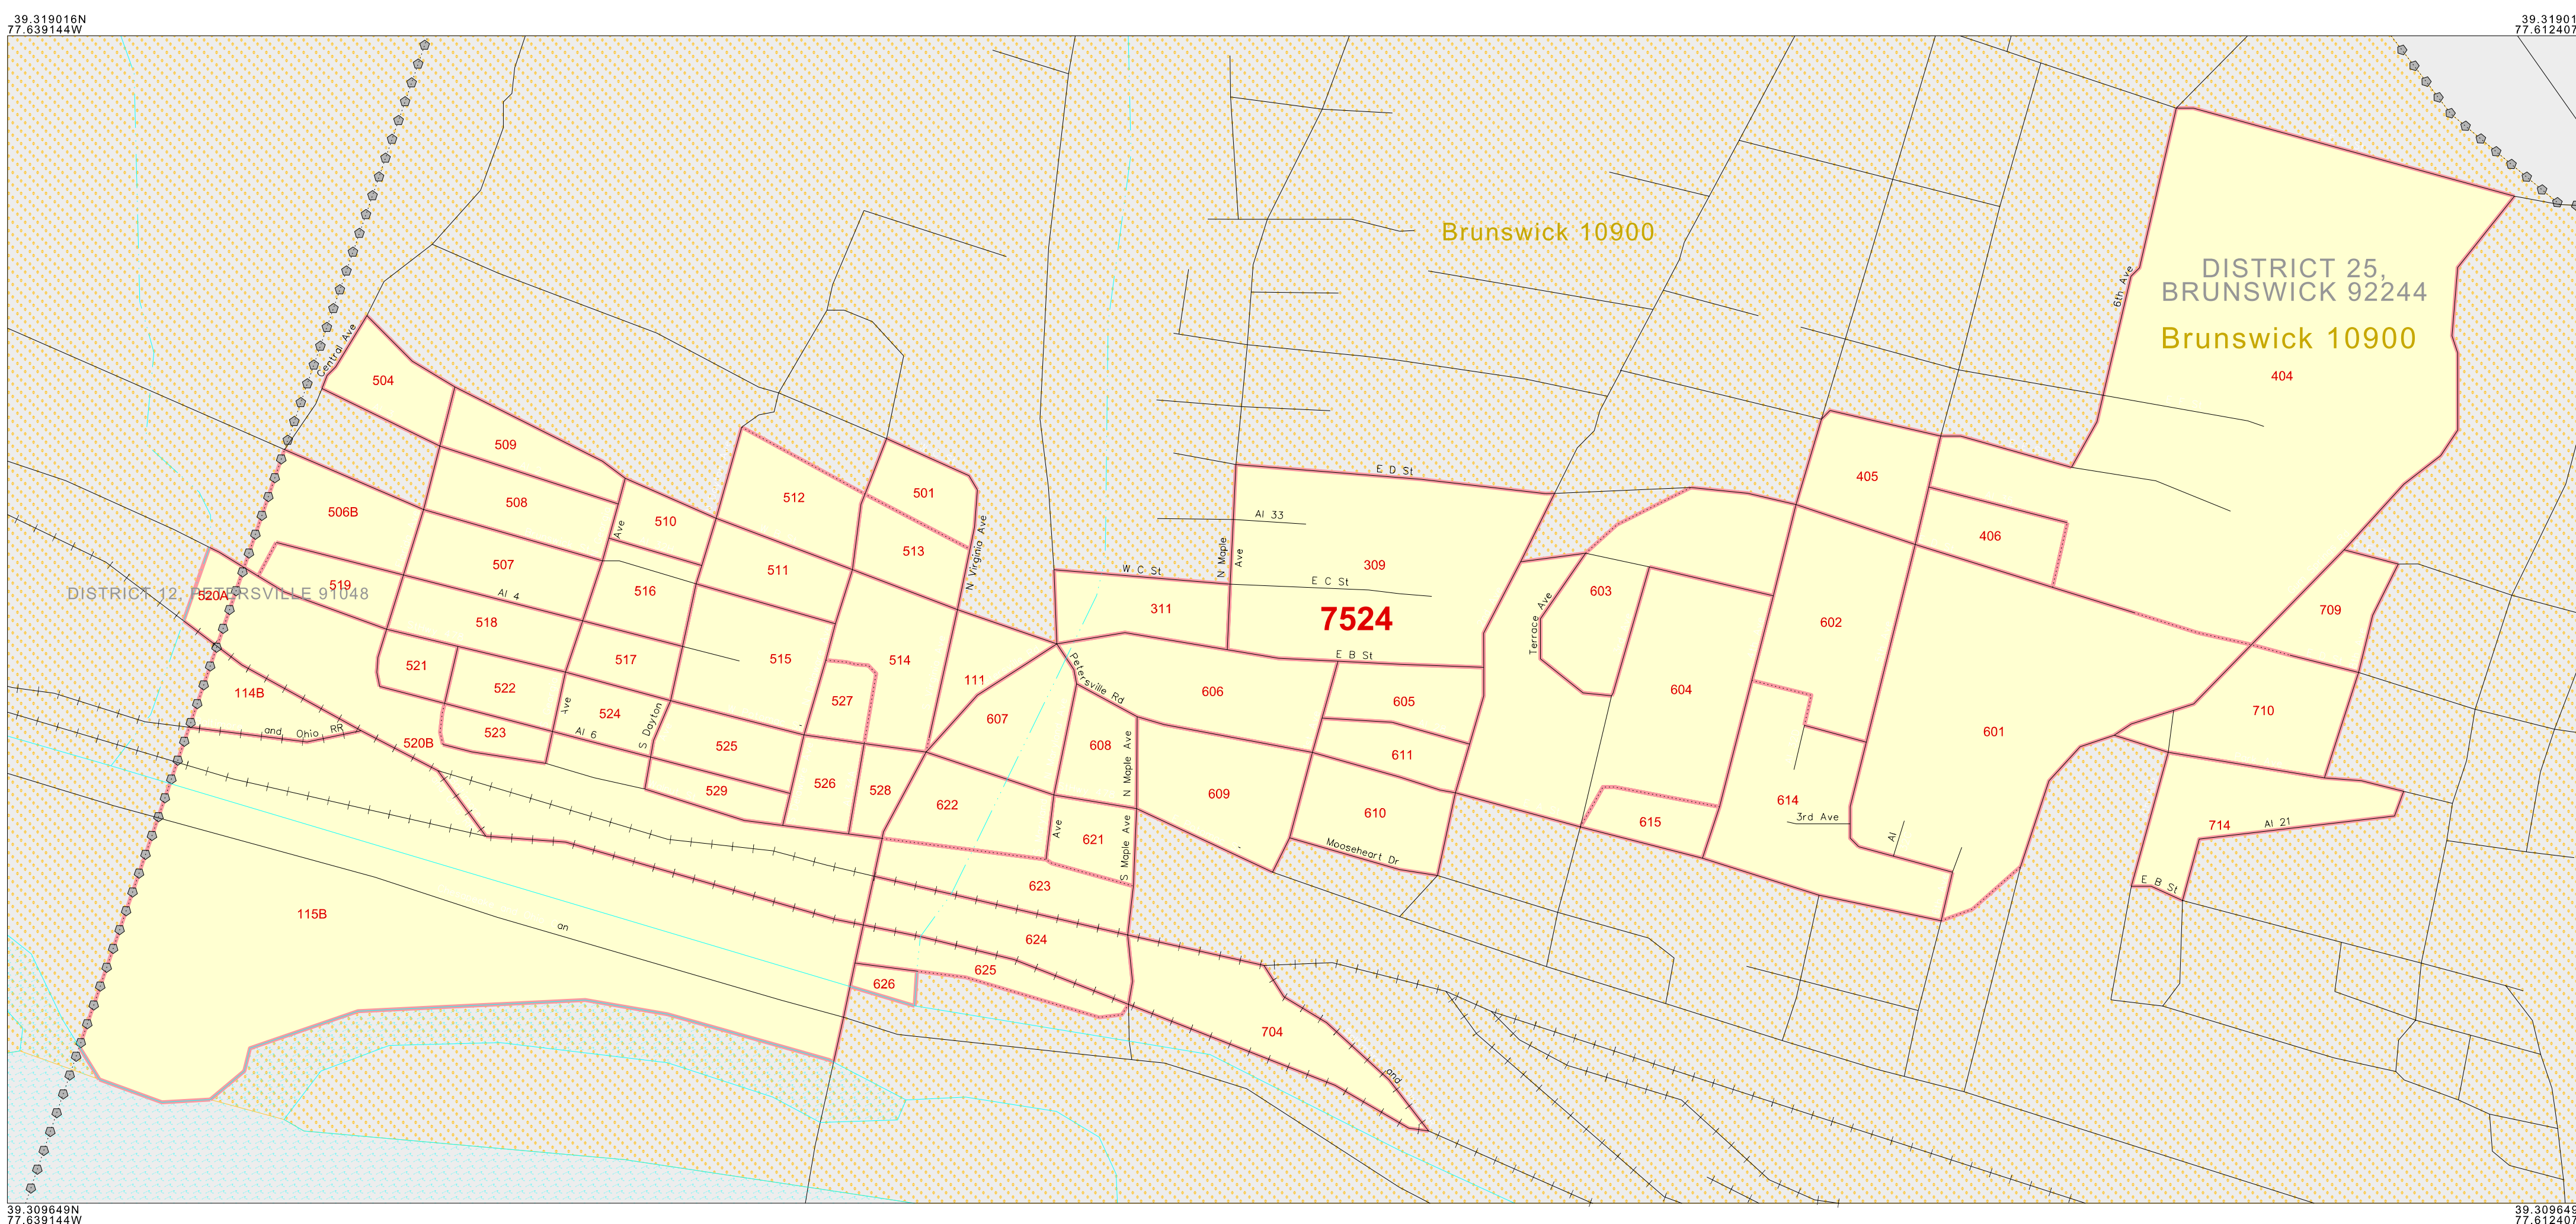 39.319016N
77.639144W
39.31901
77.612407
Brunswick 10900
DISTRICT 25,
BRUNSWICK 92244
6th Ave
Brunswick 10900
Central Ave
504
404
509
E D St
405
501
512
508
506B
510
Ave
Al 33
406
513
N Virginia Ave
N Maple
Ave
507
511
W C St
309
E C St
519
DISTRICT 12, PETERSVILLE 91048
520A
Al 4
516
603
Terrace Ave
311
7524
709
518
602
517
515
514
E B St
521
111
Petersville Rd
522
114B
606
604
527
605
Ave
524
S Dayton
607
710
523
Al 6
and Ohio RR
520B
525
608
N Maple Ave
611
601
529
526
528
622
609
614
610
3rd Ave
615
Al
714
Al 21
Ave
621
S Maple Ave
Mooseheart Dr
623
E B St
115B
an
624
625
626
704
and
39.309649N
77.639144W
39.309649
77.612407